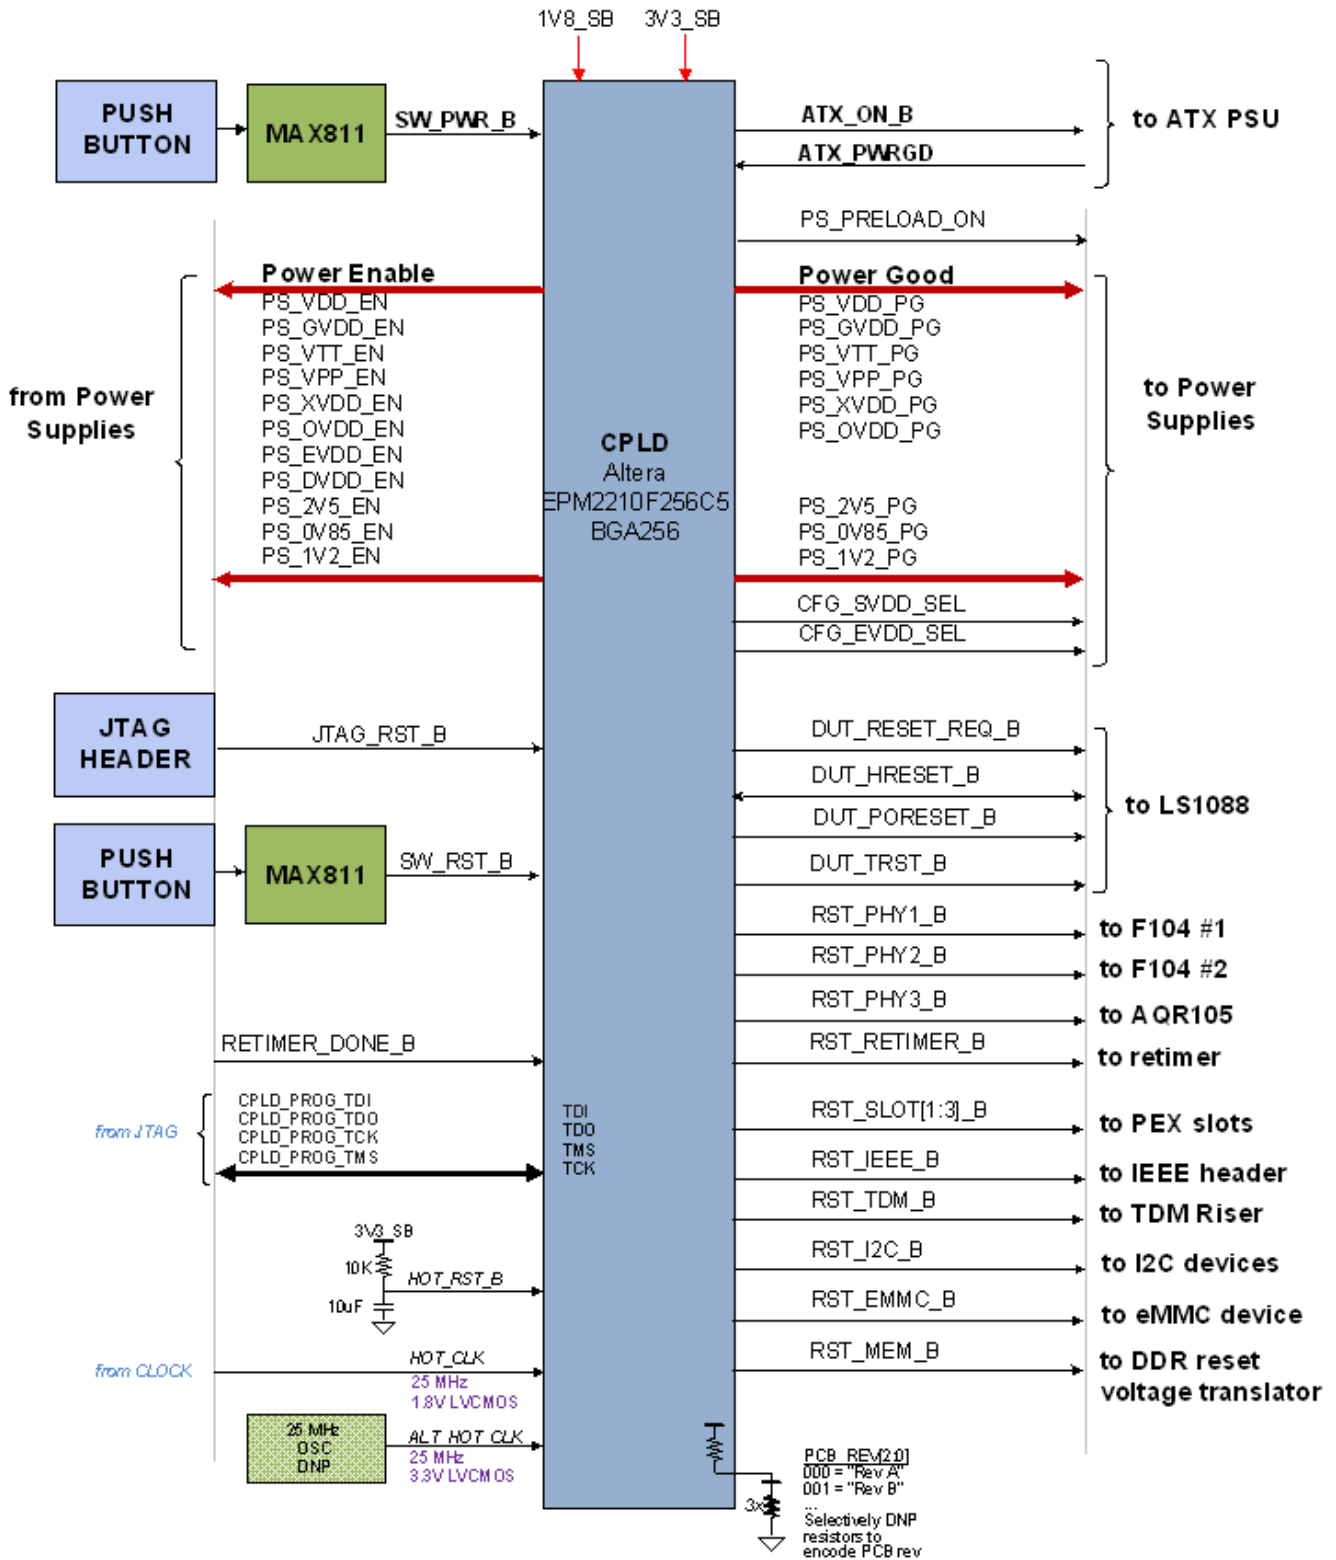 1V8_SB
3V3_SB
PUSH
BUTTON
MAX811
SW_PWR_B
ATX_ON_B
ATX_PWRGD
to ATX PSU
PS_PRELOAD_ON
Power Enable
PS_VDD_EN
PS_GVDD_EN
PS_VTT_EN
PS_VPP_EN
PS_XVDD_EN
PS_OVDD_EN
PS_EVDD_EN
PS_DVDD_EN
PS_2V5_EN
PS_0V85_EN
PS_1V2_EN
from Power
Supplies
CPLD
Altera
EPM2210F256C5
BGA256
Power Good
PS_VDD_PG
PS_GVDD_PG
PS_VTT_PG
PS_VPP_PG
PS_XVDD_PG
PS_OVDD_PG
PS_2V5_PG
PS_0V85_PG
PS_1V2_PG
CFG_SVDD_SEL
CFG_EVDD_SEL
to Power
Supplies
JTAG
HEADER
JTAG_RST_B
DUT_RESET_REQ_B
DUT_HRESET_B
DUT_PORESET_B
DUT_TRST_B
to LS1088
PUSH
BUTTON
MAX811
SW_RST_B
RST_PHY1_B
to F104 #1
RST_PHY2_B
to F104 #2
RST_PHY3_B
to AQR105
RETIMER_DONE_B
RST_RETIMER_B
to retimer
from JTAG
CPLD_PROG_TDI
CPLD_PROG_TDO
CPLD_PROG_TCK
CPLD_PROG_TMS
TDI
TDO
TMS
TCK
RST_SLOT[1:3]_B
to PEX slots
RST_IEEE_B
to IEEE header
RST_TDM_B
to TDM Riser
3V3_SB
10K
10uF
HOT_RST_B
RST_I2C_B
to I2C devices
RST_EMMC_B
to eMMC device
from CLOCK
HOT_CLK
25 MHz
1.8V LVCMOS
RST_MEM_B
to DDR reset
voltage translator
25 MHz
OSC
DNP
ALT_HOT_CLK
25 MHz
3.3V LVCMOS
3x
PCB_REV[2:0]
000 = "Rev A"
001 = "Rev B"
...
Selectively DNP
resistors to
encode PCB rev